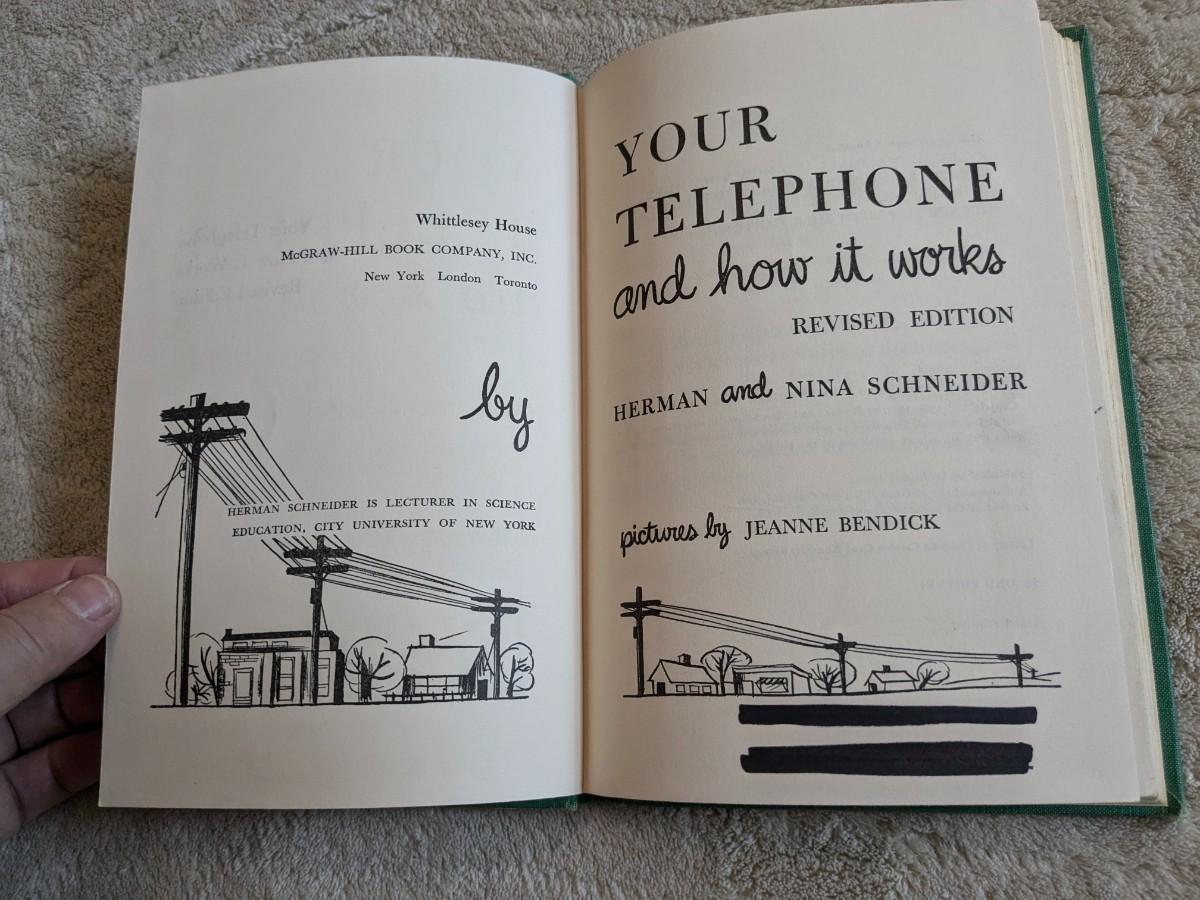 Whittlesey House
McGRAW-HILL BOOK COMPANY, INC.
New York London Toronto
by
HERMAN SCHNEIDER IS LECTURER IN SCIENCE
EDUCATION, CITY UNIVERSITY OF NEW YORK
YOUR
TELEPHONE
and how it works
REVISED EDITION
HERMAN and NINA SCHNEIDER
pictures by JEANNE BENDICK